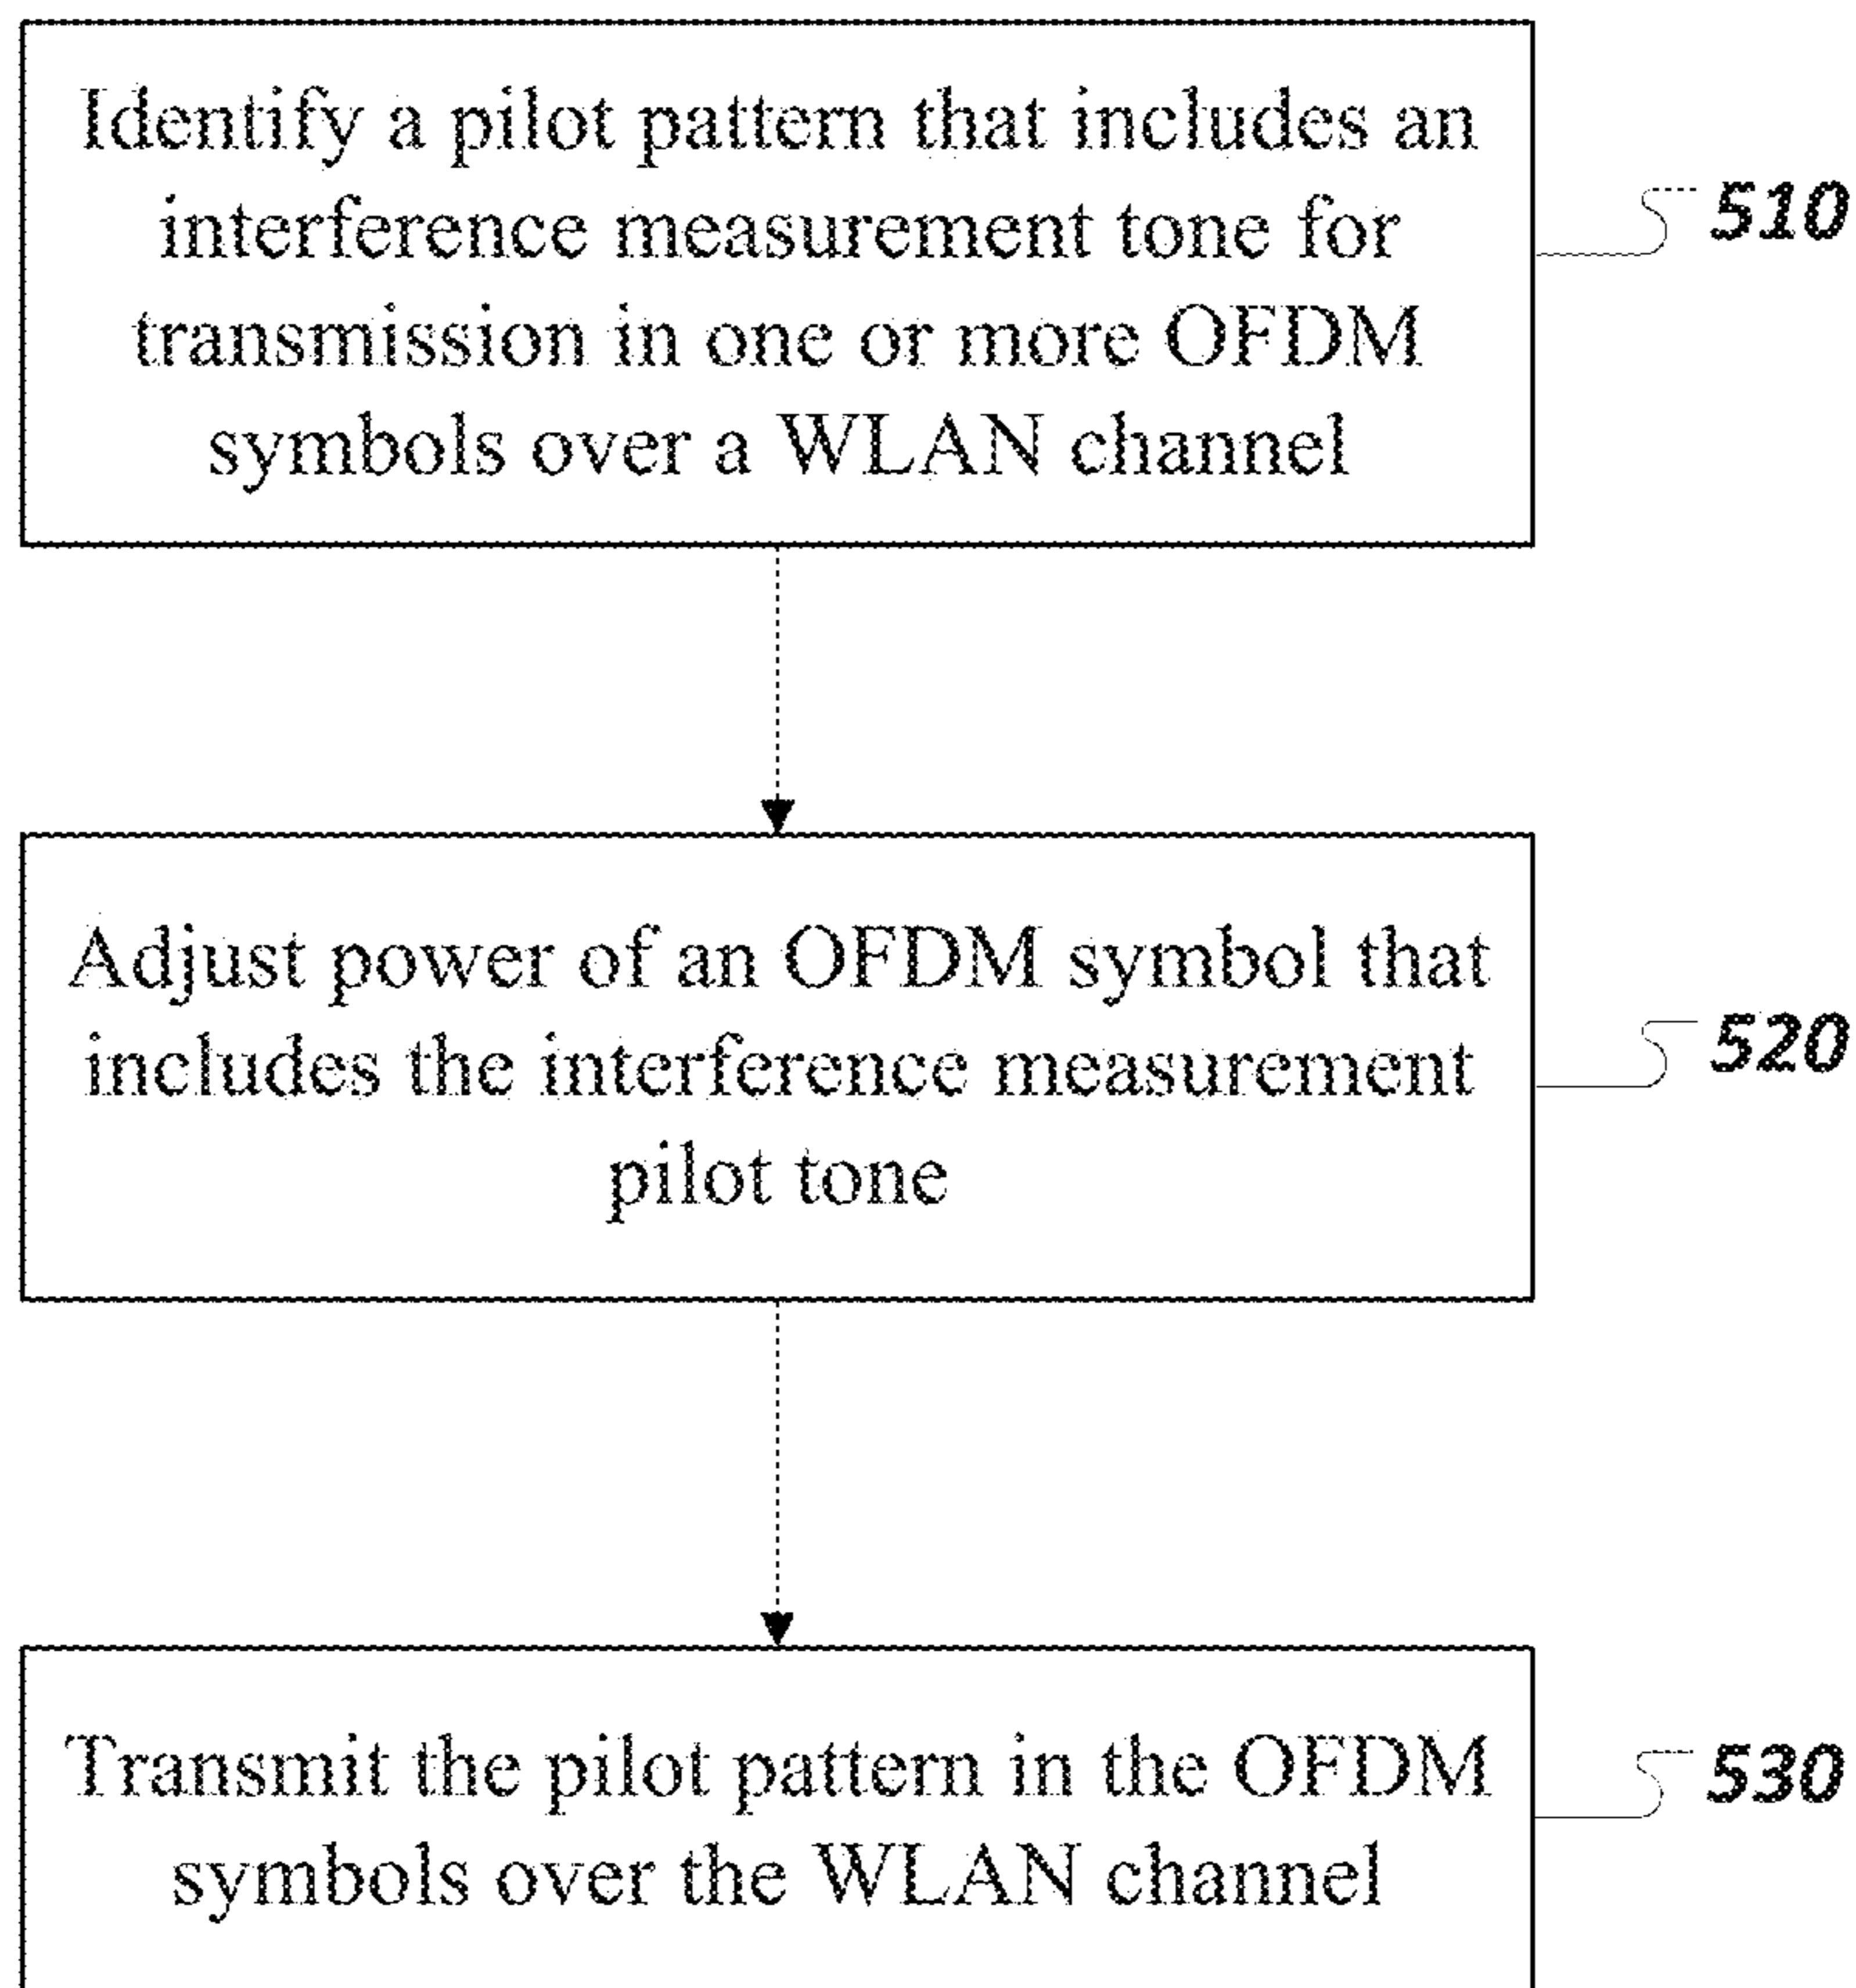 Identify a pilot pattern that includes an
interference measurement tone for
transmission in one or more OFDM
symbols over a WLAN channel
510
Adjust power of an OFDM symbol that
includes the interference measurement
pilot tone
520
Transmit the pilot pattern in the OFDM
symbols over the WLAN channel
530